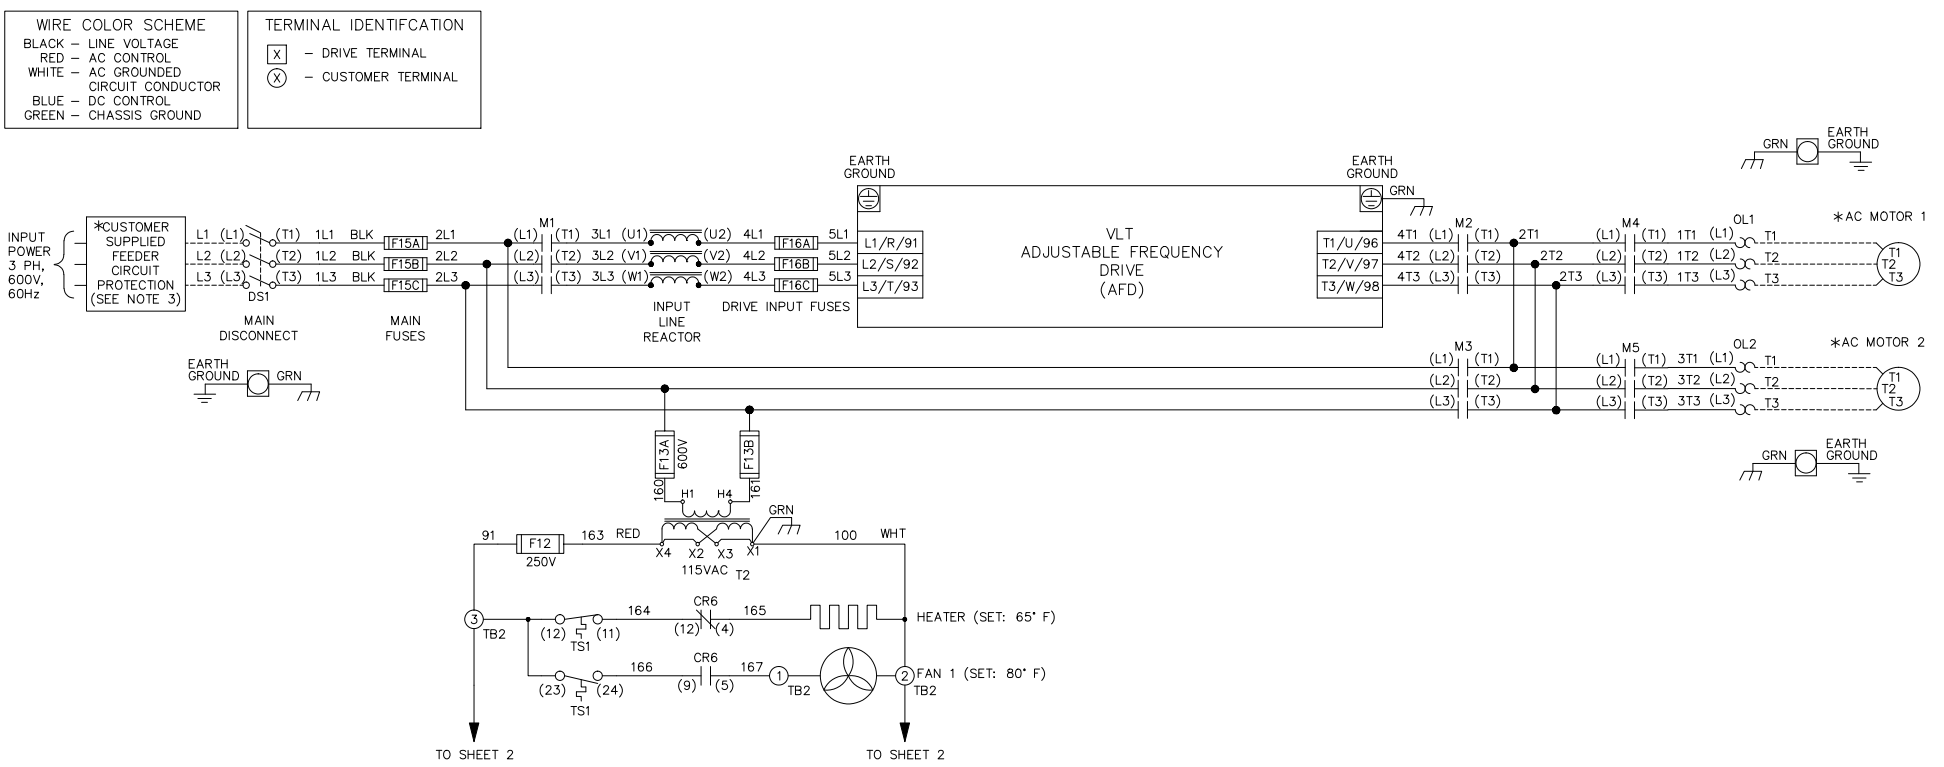 WIRE COLOR SCHEME
BLACK – LINE VOLTAGE
RED – AC CONTROL
WHITE – AC GROUNDED
CIRCUIT CONDUCTOR
BLUE – DC CONTROL
GREEN – CHASSIS GROUND
TERMINAL IDENTIFCATION
X – DRIVE TERMINAL
X – CUSTOMER TERMINAL
INPUT
POWER
3 PH,
600V,
60Hz
*CUSTOMER
SUPPLIED
FEEDER
CIRCUIT
PROTECTION
(SEE NOTE 3)
L1 (L1) (T1) 1L1 BLK F15A 2L1
L2 (L2) (T2) 1L2 BLK F15B 2L2
L3 (L3) (T3) 1L3 BLK F15C 2L3
DS1
MAIN
DISCONNECT
MAIN
FUSES
EARTH
GROUND
GRN
M1
(L1) (T1) 3L1 (U1) (U2) 4L1 F16A 5L1
(L2) (T2) 3L2 (V1) (V2) 4L2 F16B 5L2
(L3) (T3) 3L3 (W1) (W2) 4L3 F16C 5L3
INPUT
LINE
REACTOR
DRIVE INPUT FUSES
EARTH
GROUND
L1/R/91
L2/S/92
L3/T/93
VLT
ADJUSTABLE FREQUENCY
DRIVE
(AFD)
EARTH
GROUND
GRN
T1/U/96
T2/V/97
T3/W/98
M2
4T1 (L1) (T1) 2T1
4T2 (L2) (T2) 2T2
4T3 (L3) (T3) 2T3
M4
(L1) (T1) 1T1 (L1) T1
(L2) (T2) 1T2 (L2) T2
(L3) (T3) 1T3 (L3) T3
OL1
*AC MOTOR 1
T1
T2
T3
GRN
EARTH
GROUND
M3
(L1) (T1)
(L2) (T2)
(L3) (T3)
M5
(L1) (T1) 3T1 (L1) T1
(L2) (T2) 3T2 (L2) T2
(L3) (T3) 3T3 (L3) T3
OL2
*AC MOTOR 2
T1
T2
T3
GRN
EARTH
GROUND
F13A
600V
F13B
160
161
H1 H4
GRN
91 F12 163 RED
250V
X4 X2 X3 X1
115VAC T2
100 WHT
3
TB2
(12) (11)
TS1
164
CR6
(12) (4)
165
HEATER (SET: 65° F)
(23) (24)
TS1
166
CR6
(9) (5)
167
1
TB2
2
TB2
FAN 1 (SET: 80° F)
TO SHEET 2
TO SHEET 2